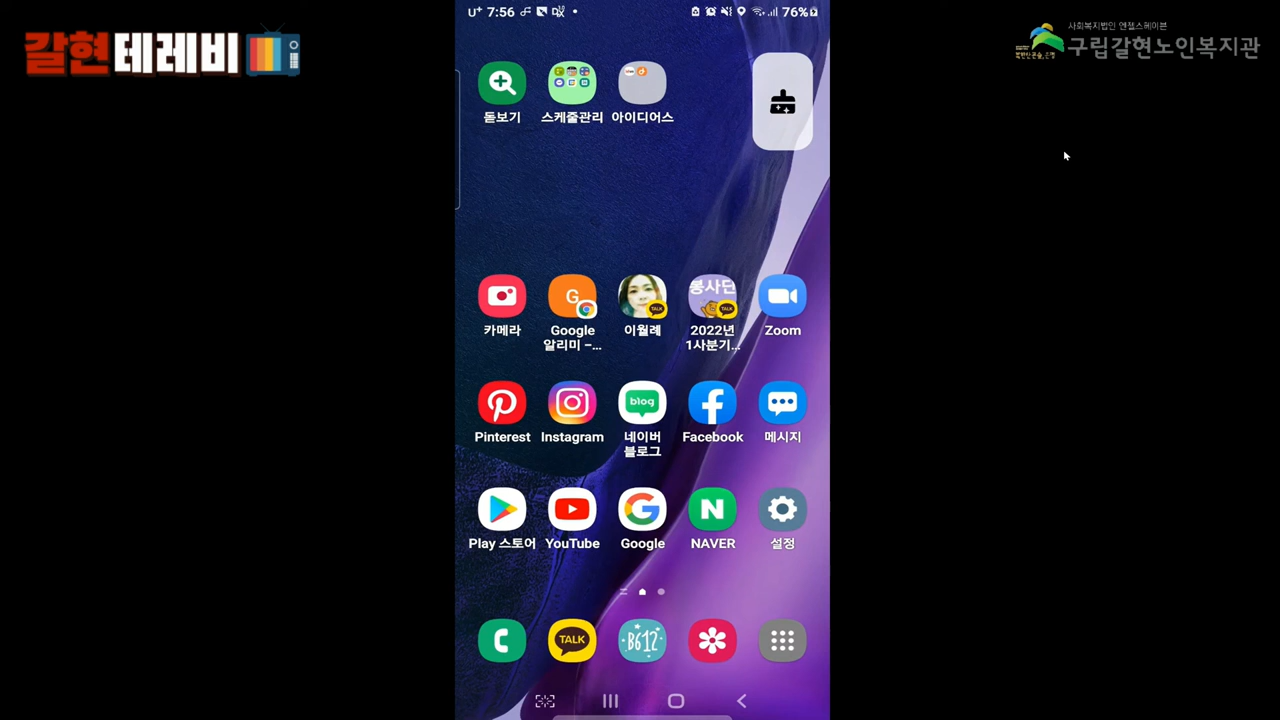 갈현테레비
사회복지법인 엔젤스헤이븐
구립갈현노인복지관
U+ 7:56
76%
돋보기
스케줄관리
아이디어스
카메라
G
Google
알리미 –...
TALK
이월례
봉사단
TALK
2022년
1사분기...
Zoom
Pinterest
Instagram
blog
네이버
블로그
Facebook
메시지
Play 스토어
YouTube
Google
NAVER
설정
TALK
B612